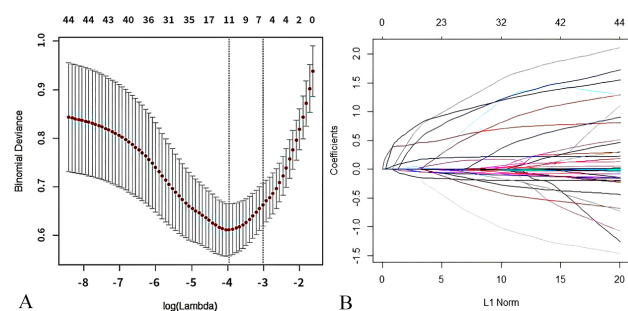 44 44 43 40 36 31 35 17 11 9 7 4 4 2 0
1.0
0.9
0.8
0.7
0.6
Binomial Deviance
-8 -7 -6 -5 -4 -3 -2
log(Lambda)
A
0 23 32 42 44
2.0
1.5
1.0
0.5
0.0
-0.5
-1.0
-1.5
Coefficients
0 5 10 15 20
L1 Norm
B